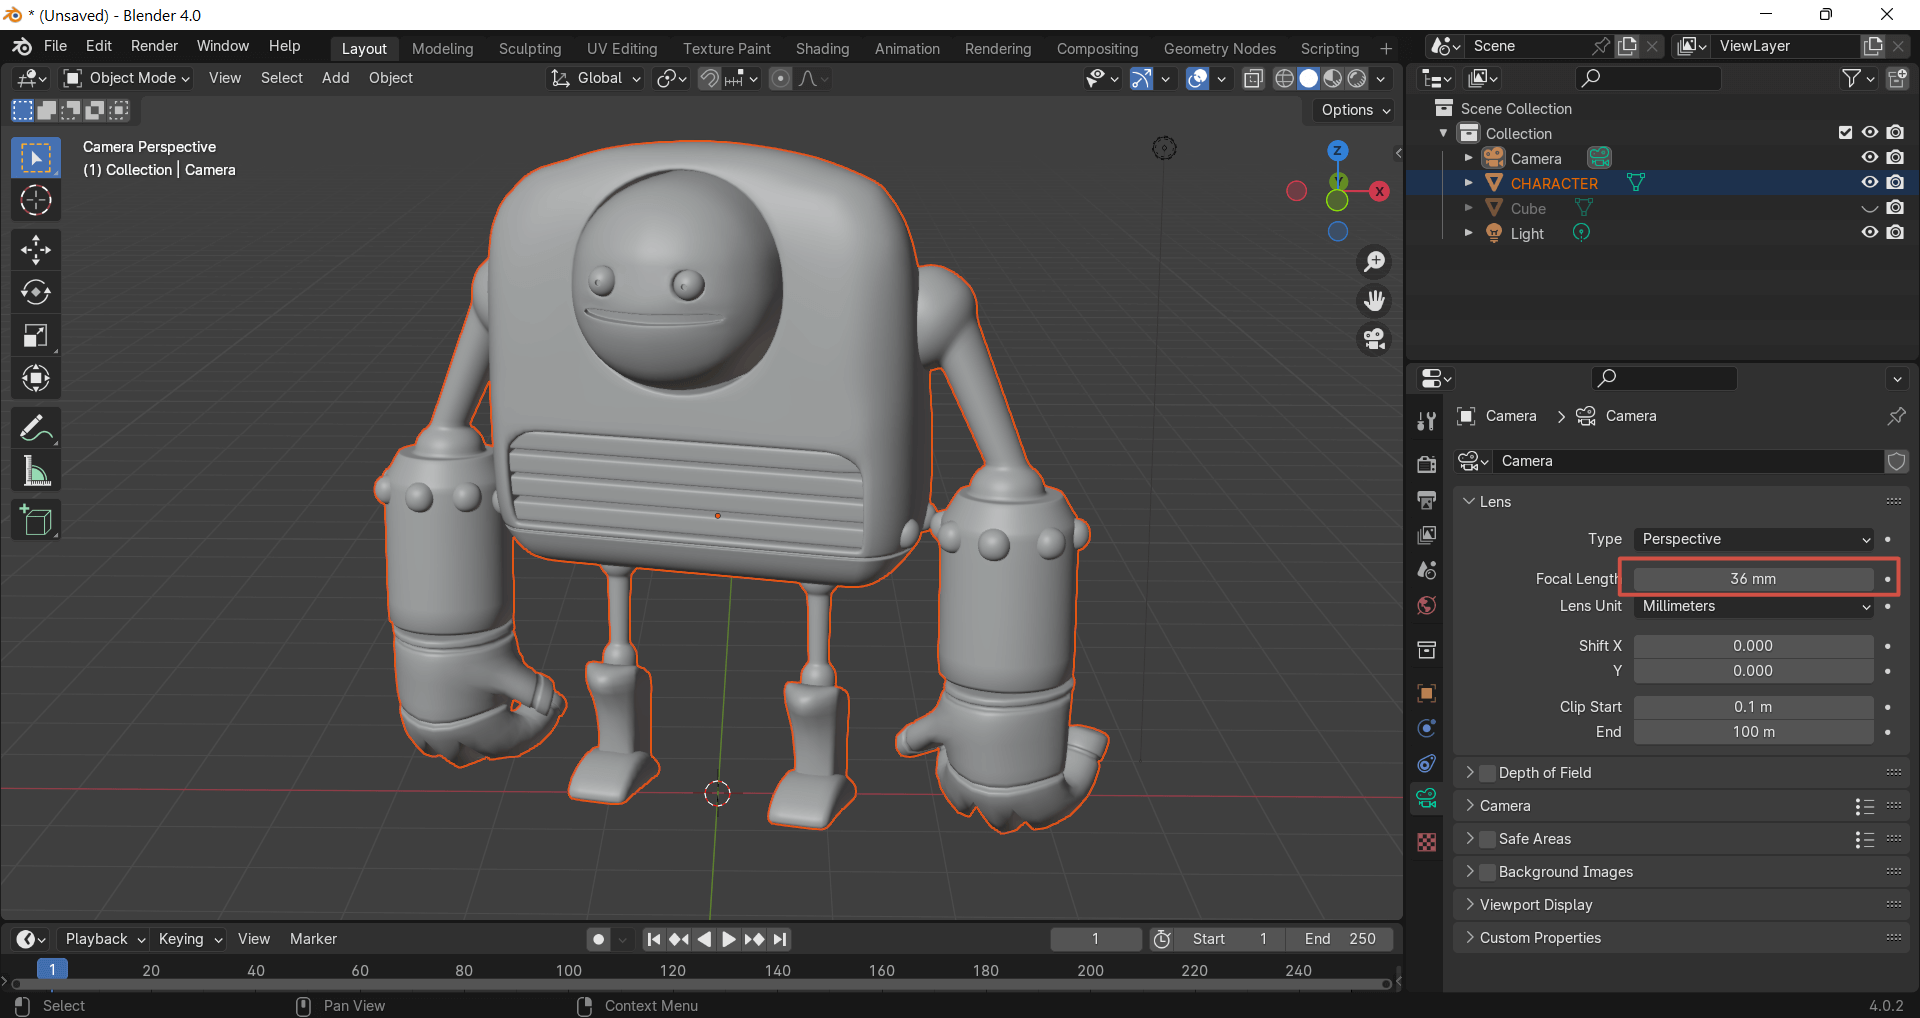 * (Unsaved) - Blender 4.0
File Edit Render Window Help Layout Modeling Sculpting UV Editing Texture Paint Shading Animation Rendering Compositing Geometry Nodes Scripting + Scene ViewLayer
Object Mode View Select Add Object Global
Options
Camera Perspective
(1) Collection | Camera
Z
Y
X
Scene Collection
Collection
Camera
CHARACTER
Cube
Light
Camera > Camera
Camera
Lens
Type Perspective
Focal Length 36 mm
Lens Unit Millimeters
Shift X 0.000
Y 0.000
Clip Start 0.1 m
End 100 m
Depth of Field
Camera
Safe Areas
Background Images
Viewport Display
Custom Properties
Playback Keying View Marker 1 Start 1 End 250
1 20 40 60 80 100 120 140 160 180 200 220 240
Select Pan View Context Menu 4.0.2